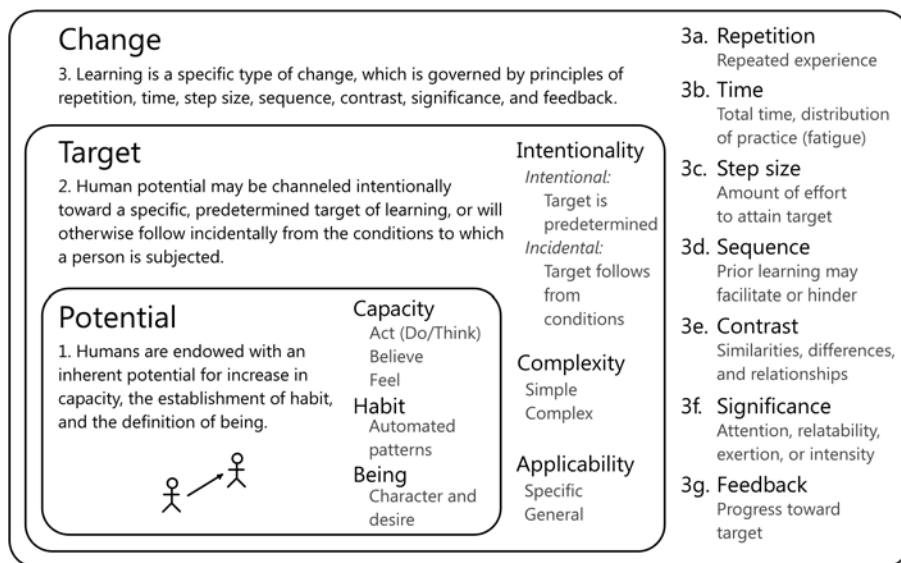 Change
3. Learning is a specific type of change, which is governed by principles of
repetition, time, step size, sequence, contrast, significance, and feedback.
Target
2. Human potential may be channeled intentionally
toward a specific, predetermined target of learning, or will
otherwise follow incidentally from the conditions to which
a person is subjected.
Potential
1. Humans are endowed with an
inherent potential for increase in
capacity, the establishment of habit,
and the definition of being.
Capacity
Act (Do/Think)
Believe
Feel
Habit
Automated
patterns
Being
Character and
desire
Intentionality
Intentional:
Target is
predetermined
Incidental:
Target follows
from
conditions
Complexity
Simple
Complex
Applicability
Specific
General
3a. Repetition
Repeated experience
3b. Time
Total time, distribution
of practice (fatigue)
3c. Step size
Amount of effort
to attain target
3d. Sequence
Prior learning may
facilitate or hinder
3e. Contrast
Similarities, differences,
and relationships
3f. Significance
Attention, relatability,
exertion, or intensity
3g. Feedback
Progress toward
target